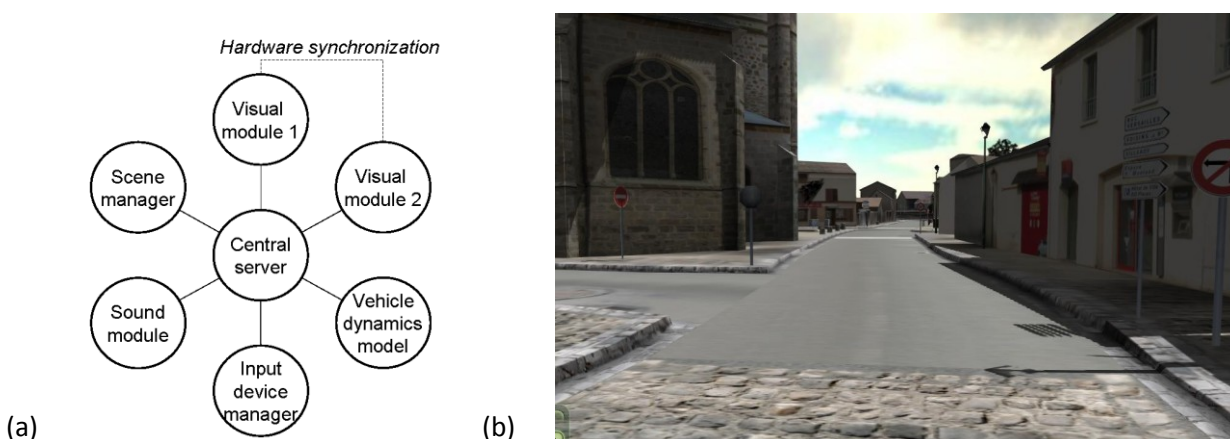 Hardware synchronization
Visual
module 1
Scene
manager
Visual
module 2
Central
server
Sound
module
Vehicle
dynamics
model
Input
device
manager
(a)
(b)